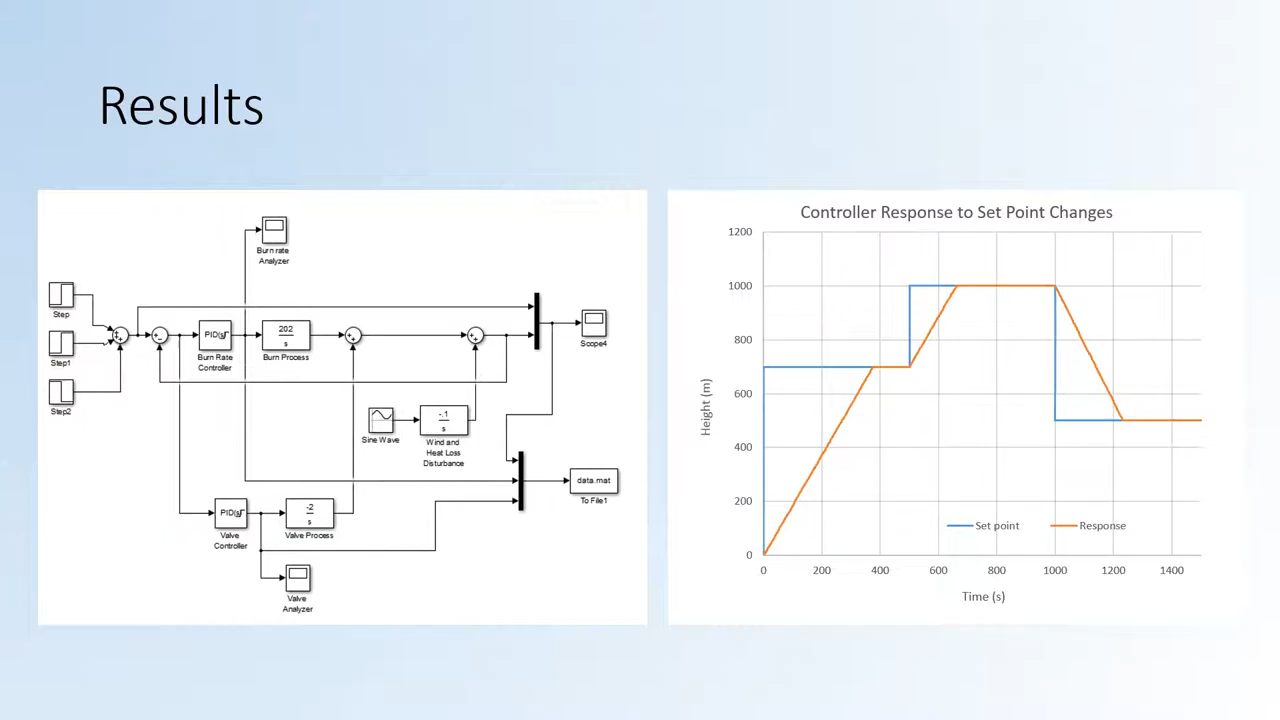 Results
Burn rate
Analyzer
Step
Step1
Step2
PID(s)
Burn Rate
Controller
202
s
Burn Process
Scope4
Sine Wave
-.1
s
Wind and
Heat Loss
Disturbance
data.mat
To File1
PID(s)
Valve
Controller
-2
s
Valve Process
Valve
Analyzer
Controller Response to Set Point Changes
1200
1000
800
600
400
200
0
Height (m)
Set point
Response
0 200 400 600 800 1000 1200 1400
Time (s)